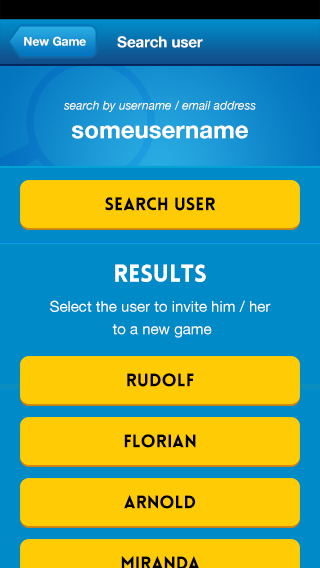 New Game
Search user
search by username / email address
someusername
SEARCH USER
RESULTS
Select the user to invite him / her
to a new game
RUDOLF
FLORIAN
ARNOLD
MIRANDA